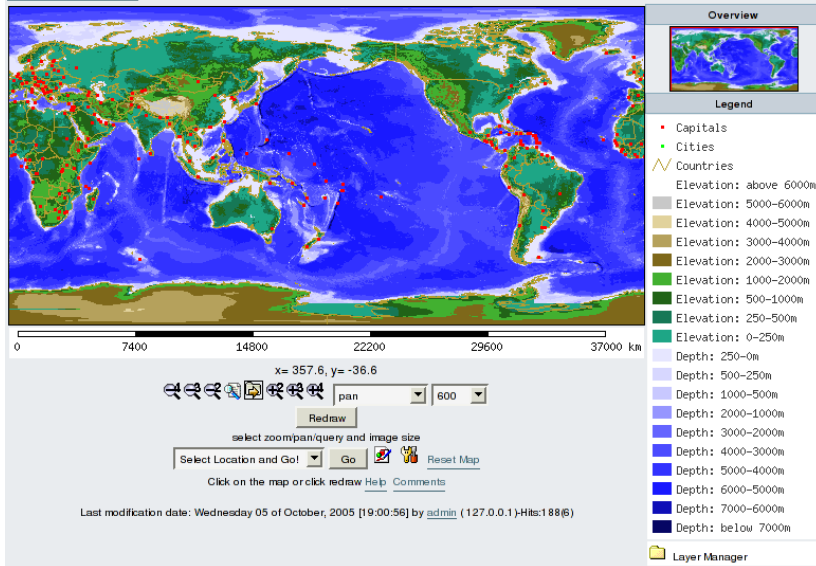 Overview
Legend
Capitals
Cities
Countries
Elevation: above 6000m
Elevation: 5000-6000m
Elevation: 4000-5000m
Elevation: 3000-4000m
Elevation: 2000-3000m
Elevation: 1000-2000m
Elevation: 500-1000m
Elevation: 250-500m
Elevation: 0-250m
Depth: 250-0m
Depth: 500-250m
Depth: 1000-500m
Depth: 2000-1000m
Depth: 3000-2000m
Depth: 4000-3000m
Depth: 5000-4000m
Depth: 6000-5000m
Depth: 7000-6000m
Depth: below 7000m
Layer Manager
0 7400 14800 22200 29600 37000 km
x= 357.6, y= -36.6
-4 -3 -2 +2 +3 +4 pan 600
Redraw
select zoom/pan/query and image size
Select Location and Go! Go Reset Map
Click on the map or click redraw Help Comments
Last modification date: Wednesday 05 of October, 2005 [19:00:56] by admin (127.0.0.1)-Hits:188(6)